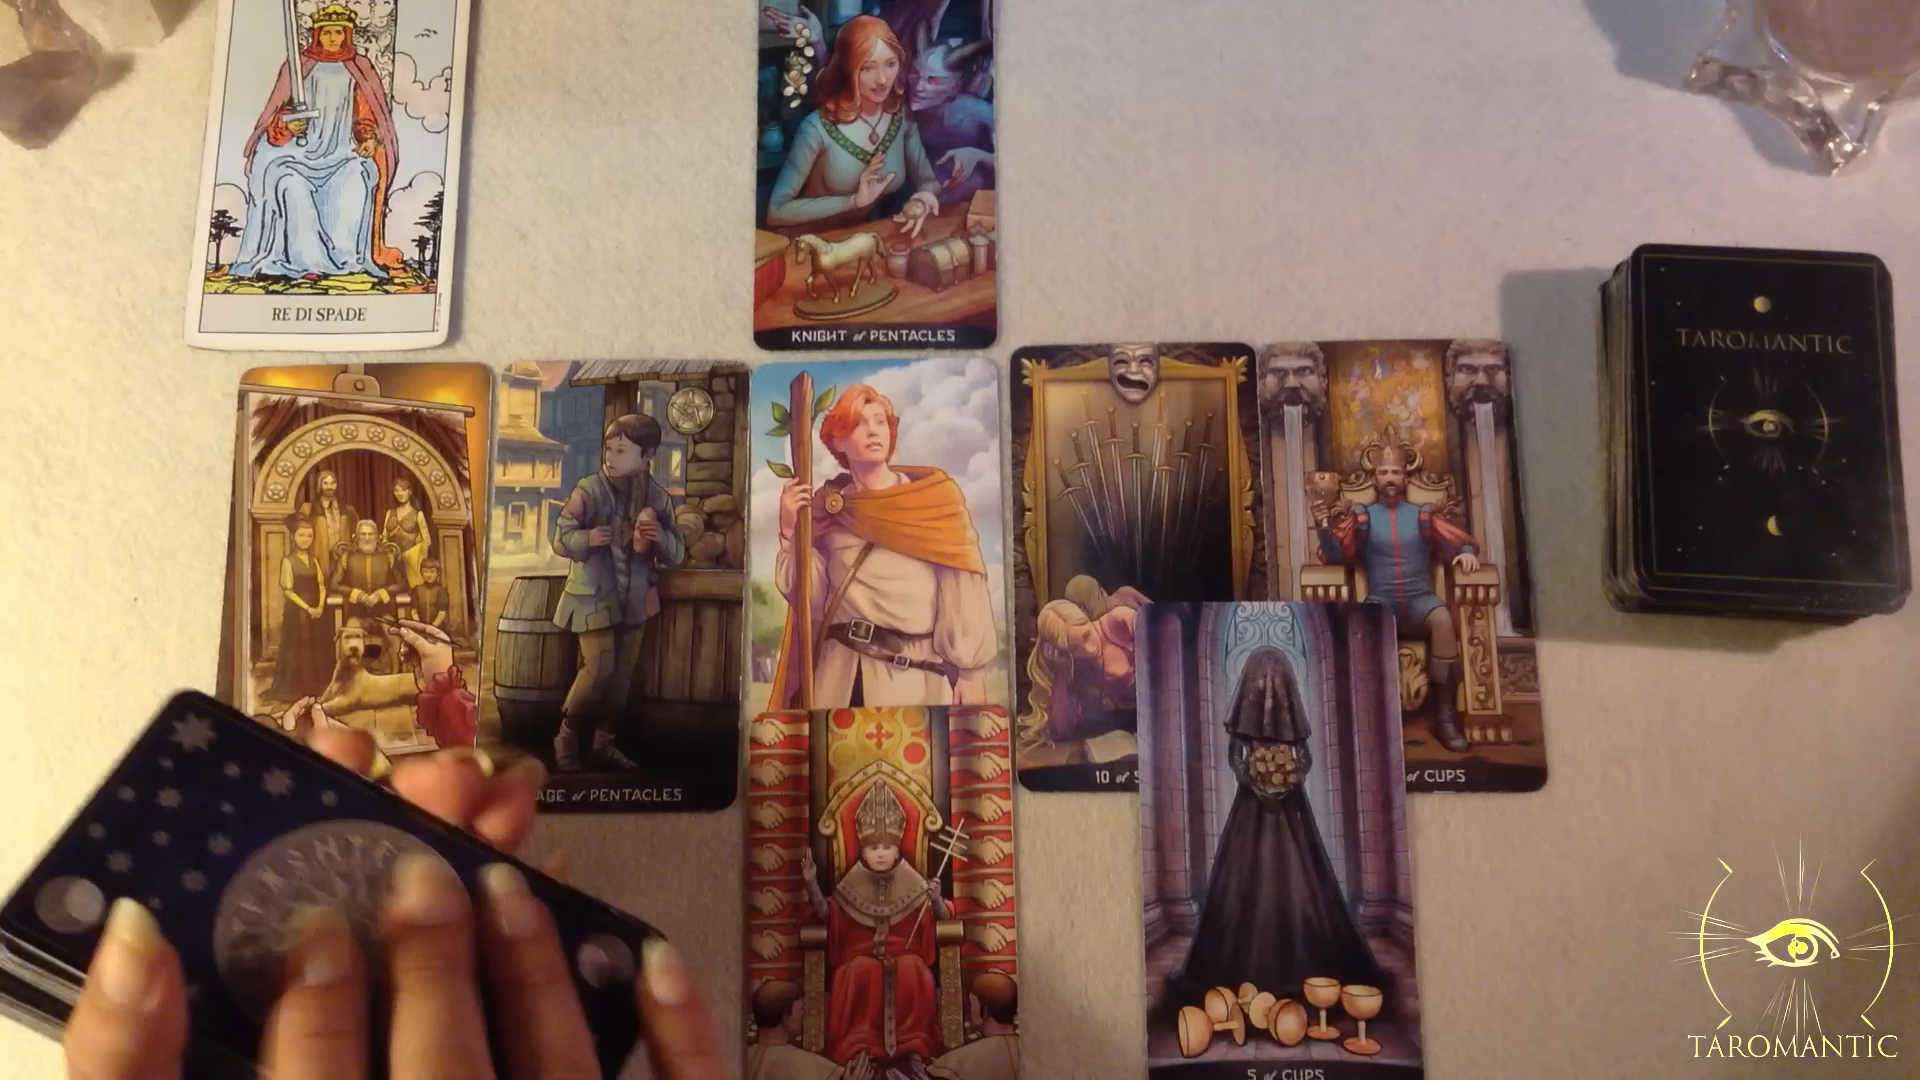 RE DI SPADE
KNIGHT of PENTACLES
TAROMANTIC
AGE of PENTACLES
10 of
of CUPS
5 of CUPS
TAROMANTIC